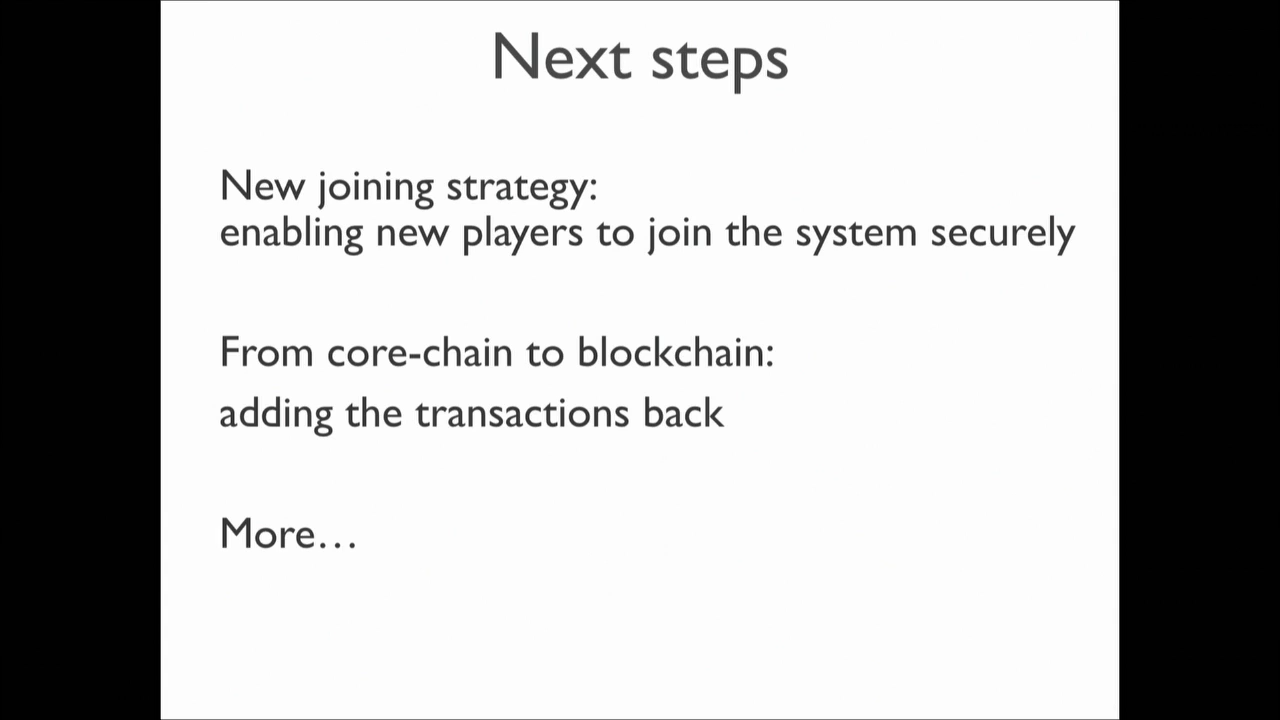 Next steps
New joining strategy:
enabling new players to join the system securely
From core-chain to blockchain:
adding the transactions back
More…